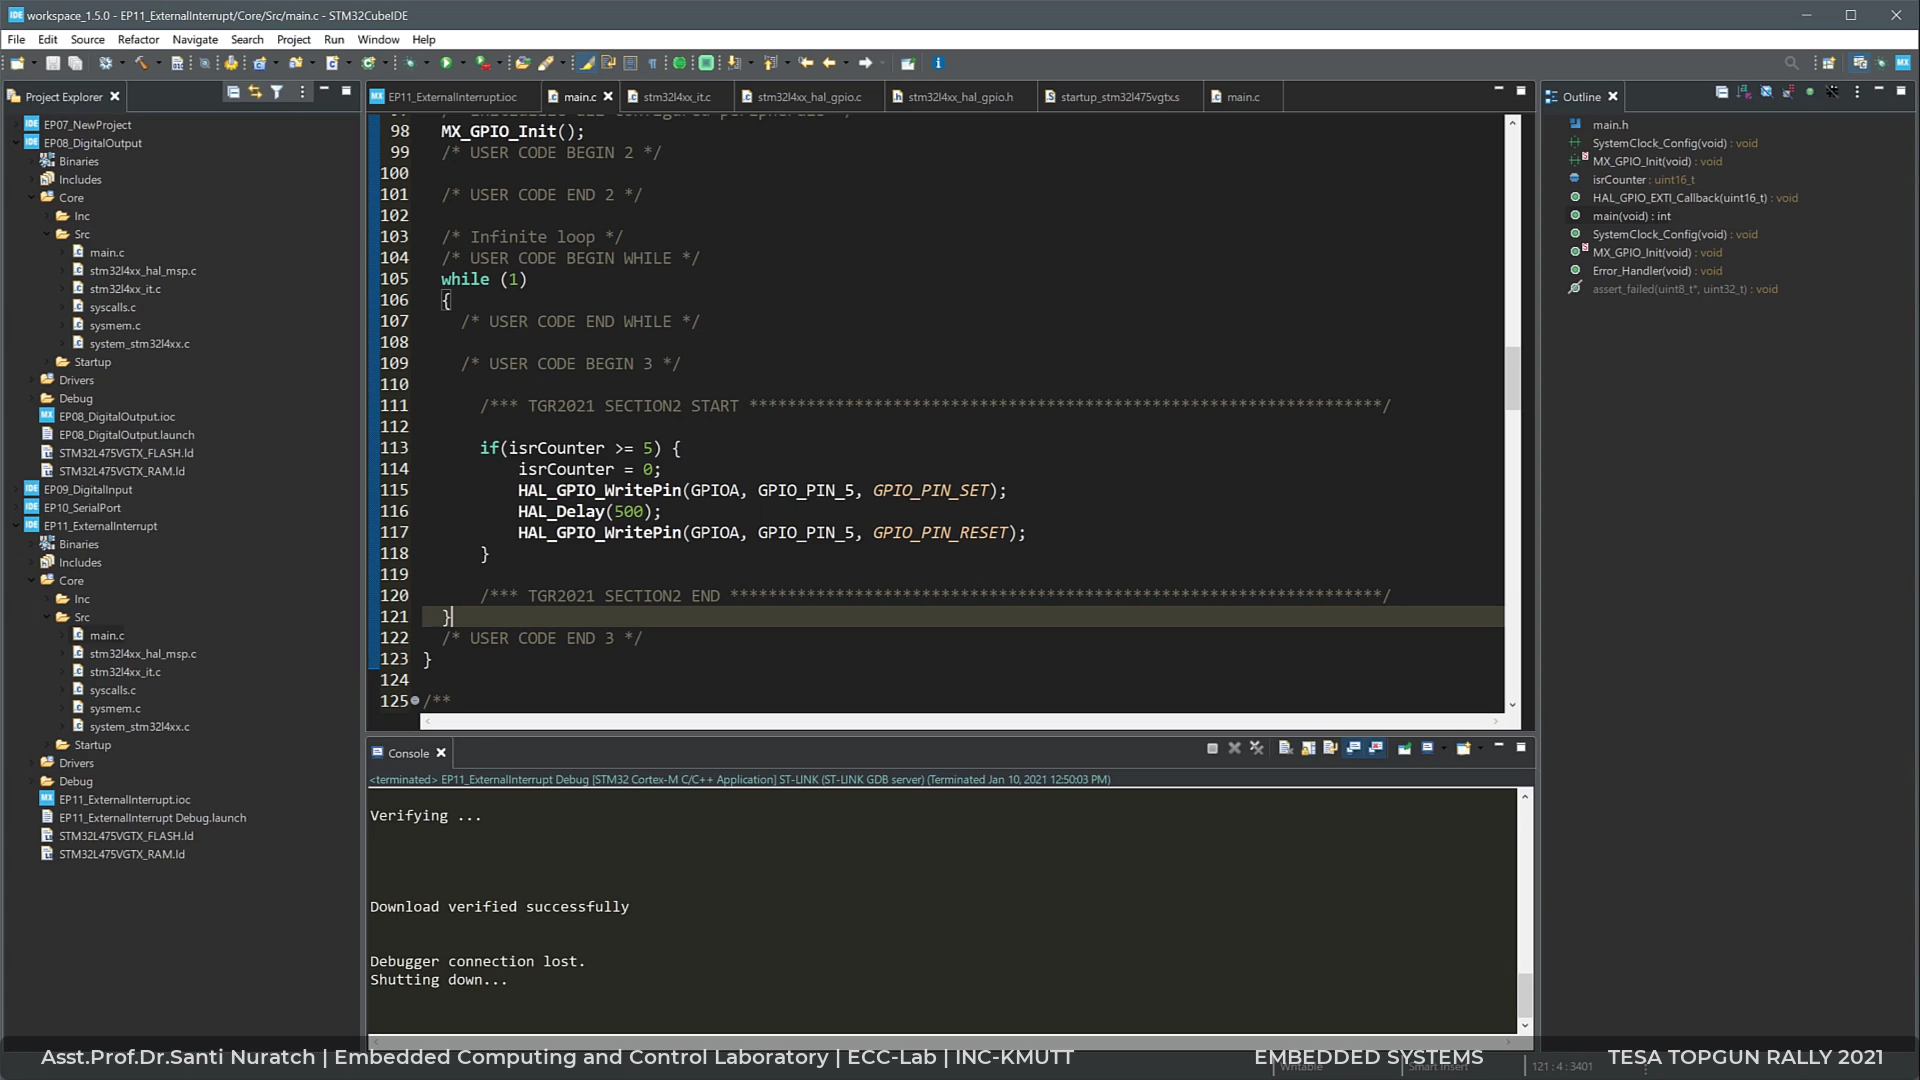 workspace_1.5.0 - EP11_ExternalInterrupt/Core/Src/main.c - STM32CubeIDE
File Edit Source Refactor Navigate Search Project Run Window Help
Project Explorer
EP07_NewProject
EP08_DigitalOutput
Binaries
Includes
Core
Inc
Src
main.c
stm32l4xx_hal_msp.c
stm32l4xx_it.c
syscalls.c
sysmem.c
system_stm32l4xx.c
Startup
Drivers
Debug
EP08_DigitalOutput.ioc
EP08_DigitalOutput.launch
STM32L475VGTX_FLASH.ld
STM32L475VGTX_RAM.ld
EP09_DigitalInput
EP10_SerialPort
EP11_ExternalInterrupt
Binaries
Includes
Core
Inc
Src
main.c
stm32l4xx_hal_msp.c
stm32l4xx_it.c
syscalls.c
sysmem.c
system_stm32l4xx.c
Startup
Drivers
Debug
EP11_ExternalInterrupt.ioc
EP11_ExternalInterrupt Debug.launch
STM32L475VGTX_FLASH.ld
STM32L475VGTX_RAM.ld
EP11_ExternalInterrupt.ioc main.c stm32l4xx_it.c stm32l4xx_hal_gpio.c stm32l4xx_hal_gpio.h startup_stm32l475vgtx.s main.c
98 MX_GPIO_Init();
99 /* USER CODE BEGIN 2 */
100
101 /* USER CODE END 2 */
102
103 /* Infinite loop */
104 /* USER CODE BEGIN WHILE */
105 while (1)
106 {
107 /* USER CODE END WHILE */
108
109 /* USER CODE BEGIN 3 */
110
111 /*** TGR2021 SECTION2 START ******************************************************************/
112
113 if(isrCounter >= 5) {
114 isrCounter = 0;
115 HAL_GPIO_WritePin(GPIOA, GPIO_PIN_5, GPIO_PIN_SET);
116 HAL_Delay(500);
117 HAL_GPIO_WritePin(GPIOA, GPIO_PIN_5, GPIO_PIN_RESET);
118 }
119
120 /*** TGR2021 SECTION2 END ********************************************************************/
121 }
122 /* USER CODE END 3 */
123 }
124
125 /**
Console
<terminated> EP11_ExternalInterrupt Debug [STM32 Cortex-M C/C++ Application] ST-LINK (ST-LINK GDB server) (Terminated Jan 10, 2021 12:50:03 PM)
Verifying ...
Download verified successfully
Debugger connection lost.
Shutting down...
Outline
main.h
SystemClock_Config(void) : void
MX_GPIO_Init(void) : void
isrCounter : uint16_t
HAL_GPIO_EXTI_Callback(uint16_t) : void
main(void) : int
SystemClock_Config(void) : void
MX_GPIO_Init(void) : void
Error_Handler(void) : void
assert_failed(uint8_t*, uint32_t) : void
Asst.Prof.Dr.Santi Nuratch | Embedded Computing and Control Laboratory | ECC-Lab | INC-KMUTT EMBEDDED SYSTEMS TESA TOPGUN RALLY 2021
Writable Smart Insert 121 : 4 : 3401